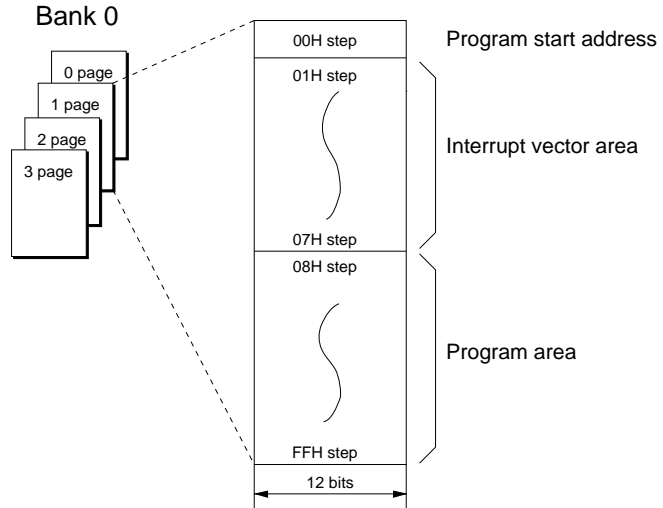 Bank 0
0 page
1 page
2 page
3 page
00H step
Program start address
01H step
Interrupt vector area
07H step
08H step
Program area
FFH step
12 bits